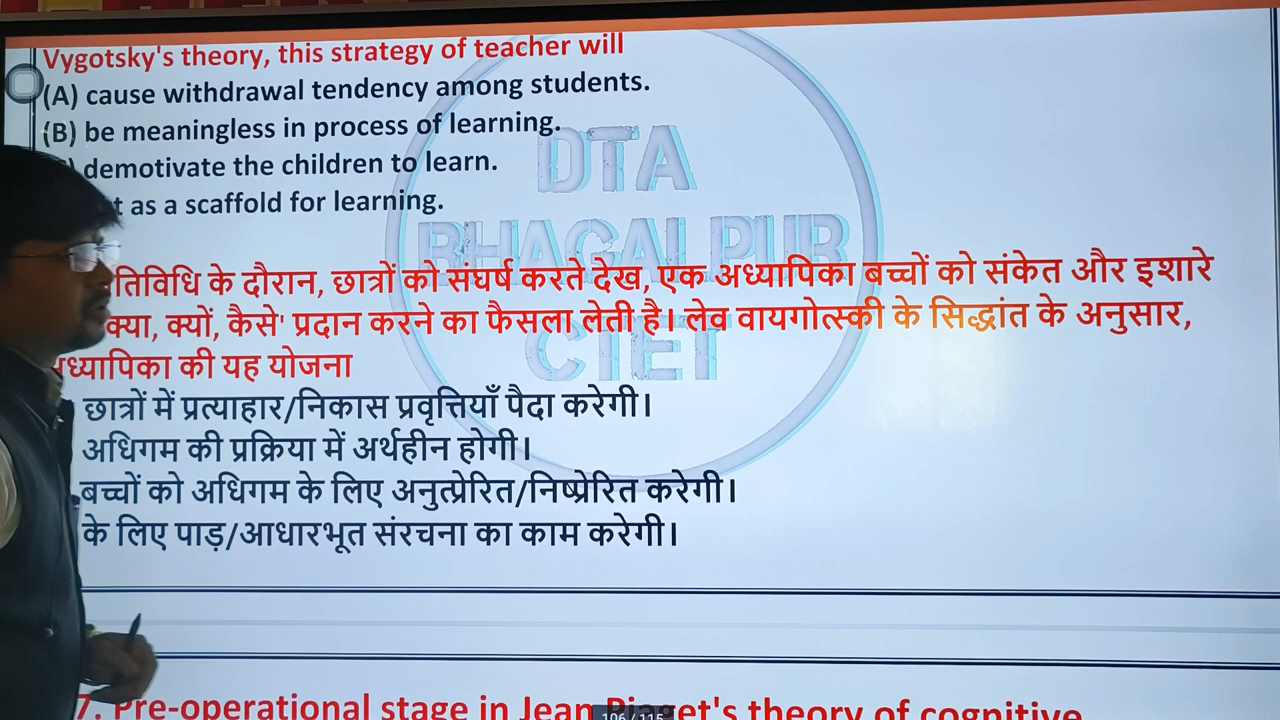 Vygotsky's theory, this strategy of teacher will
(A) cause withdrawal tendency among students.
(B) be meaningless in process of learning.
demotivate the children to learn.
as a scaffold for learning.
DTA
BHAGALPUR
CTET
के दौरान, छात्रों को संघर्ष करते देख, एक अध्यापिका बच्चों को संकेत और इशारे
क्या, क्यों, कैसे' प्रदान करने का फैसला लेती है। लेव वायगोत्स्की के सिद्धांत के अनुसार,
की यह योजना
छात्रों में प्रत्याहार/निकास प्रवृत्तियाँ पैदा करेगी।
अधिगम की प्रक्रिया में अर्थहीन होगी।
बच्चों को अधिगम के लिए अनुत्प्रेरित/निष्प्रेरित करेगी।
के लिए पाड़/आधारभूत संरचना का काम करेगी।
7. Pre-operational stage in Jean Piaget's theory of cognitive
106 / 115